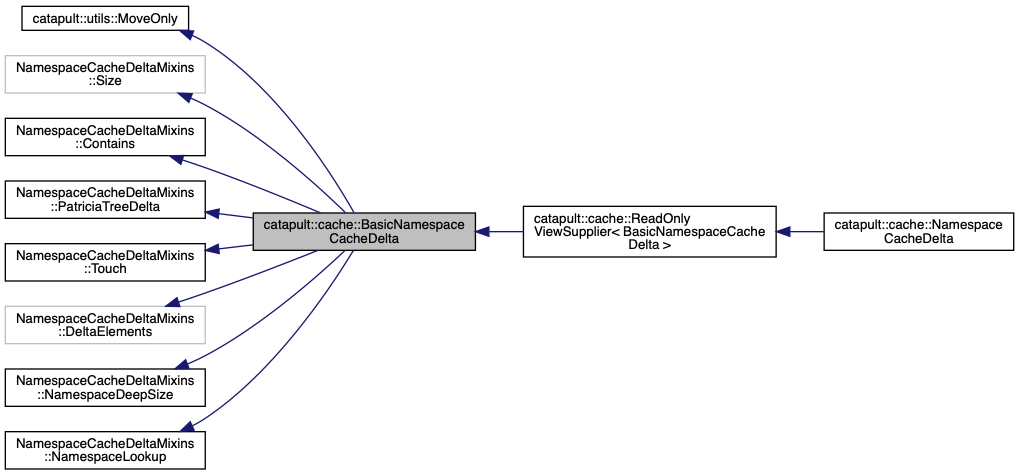 catapult::utils::MoveOnly
NamespaceCacheDeltaMixins
::Size
NamespaceCacheDeltaMixins
::Contains
NamespaceCacheDeltaMixins
::PatriciaTreeDelta
NamespaceCacheDeltaMixins
::Touch
NamespaceCacheDeltaMixins
::DeltaElements
NamespaceCacheDeltaMixins
::NamespaceDeepSize
NamespaceCacheDeltaMixins
::NamespaceLookup
catapult::cache::BasicNamespace
CacheDelta
catapult::cache::ReadOnly
ViewSupplier< BasicNamespaceCache
Delta >
catapult::cache::Namespace
CacheDelta